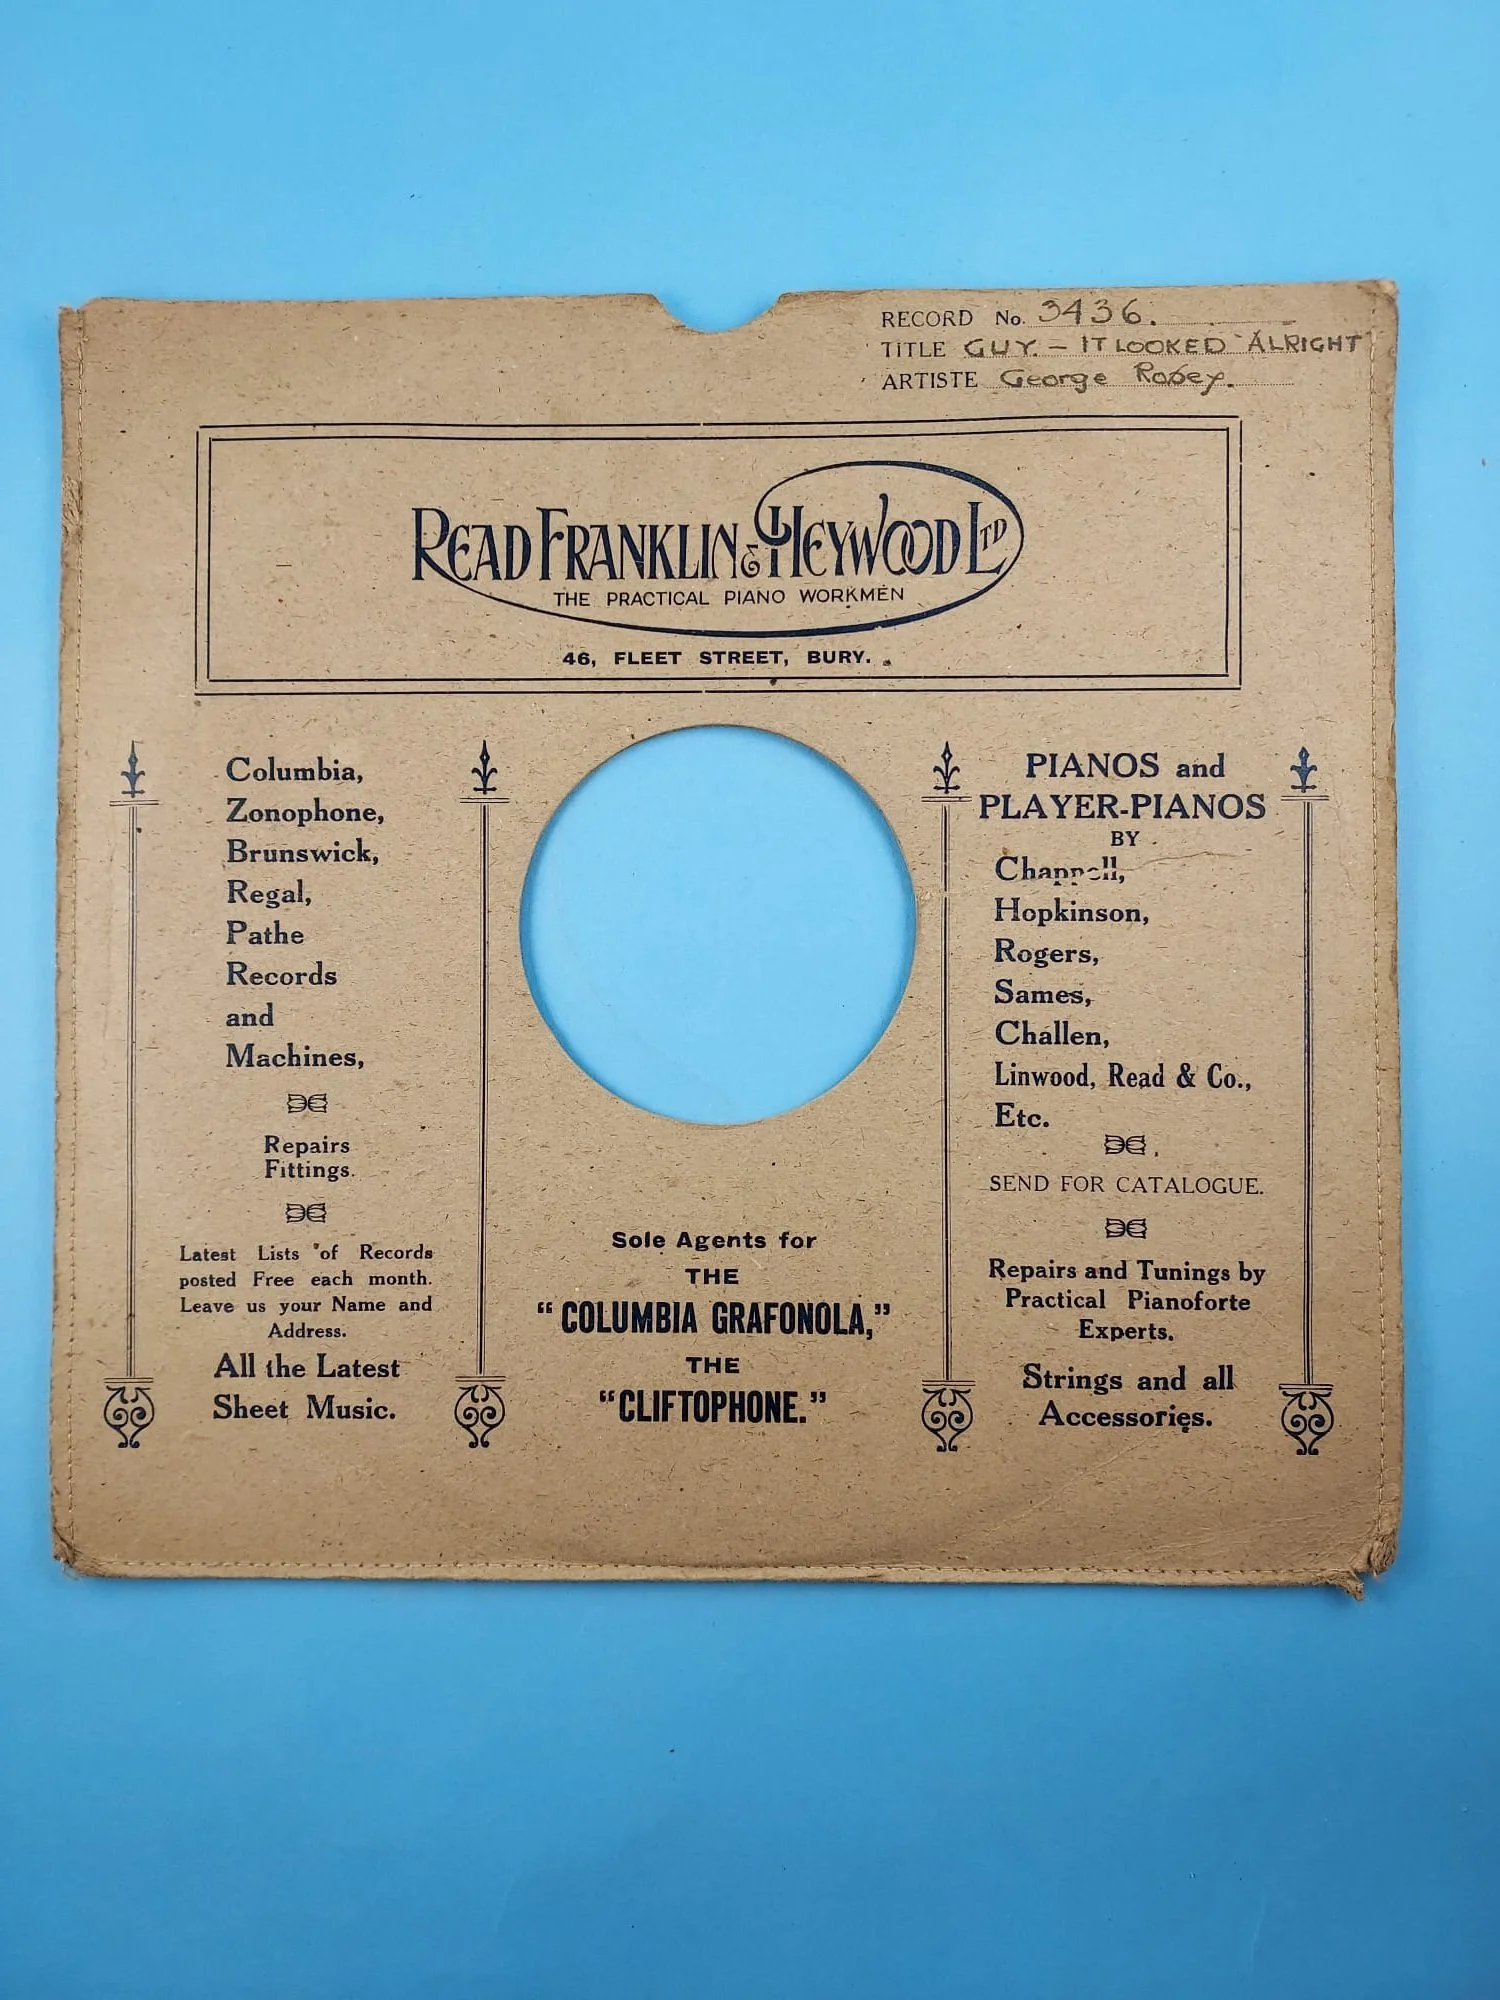 RECORD No. 3436.
TITLE GUY. - IT LOOKED ALRIGHT
ARTISTE George Robey.
READ FRANKLIN & HEYWOOD LTD
THE PRACTICAL PIANO WORKMEN
46, FLEET STREET, BURY.
Columbia,
Zonophone,
Brunswick,
Regal,
Pathe
Records
and
Machines,
Repairs
Fittings.
Latest Lists of Records
posted Free each month.
Leave us your Name and
Address.
All the Latest
Sheet Music.
Sole Agents for
THE
"COLUMBIA GRAFONOLA,"
THE
"CLIFTOPHONE."
PIANOS and
PLAYER-PIANOS
BY
Chappell,
Hopkinson,
Rogers,
Sames,
Challen,
Linwood, Read & Co.,
Etc.
SEND FOR CATALOGUE.
Repairs and Tunings by
Practical Pianoforte
Experts.
Strings and all
Accessories.